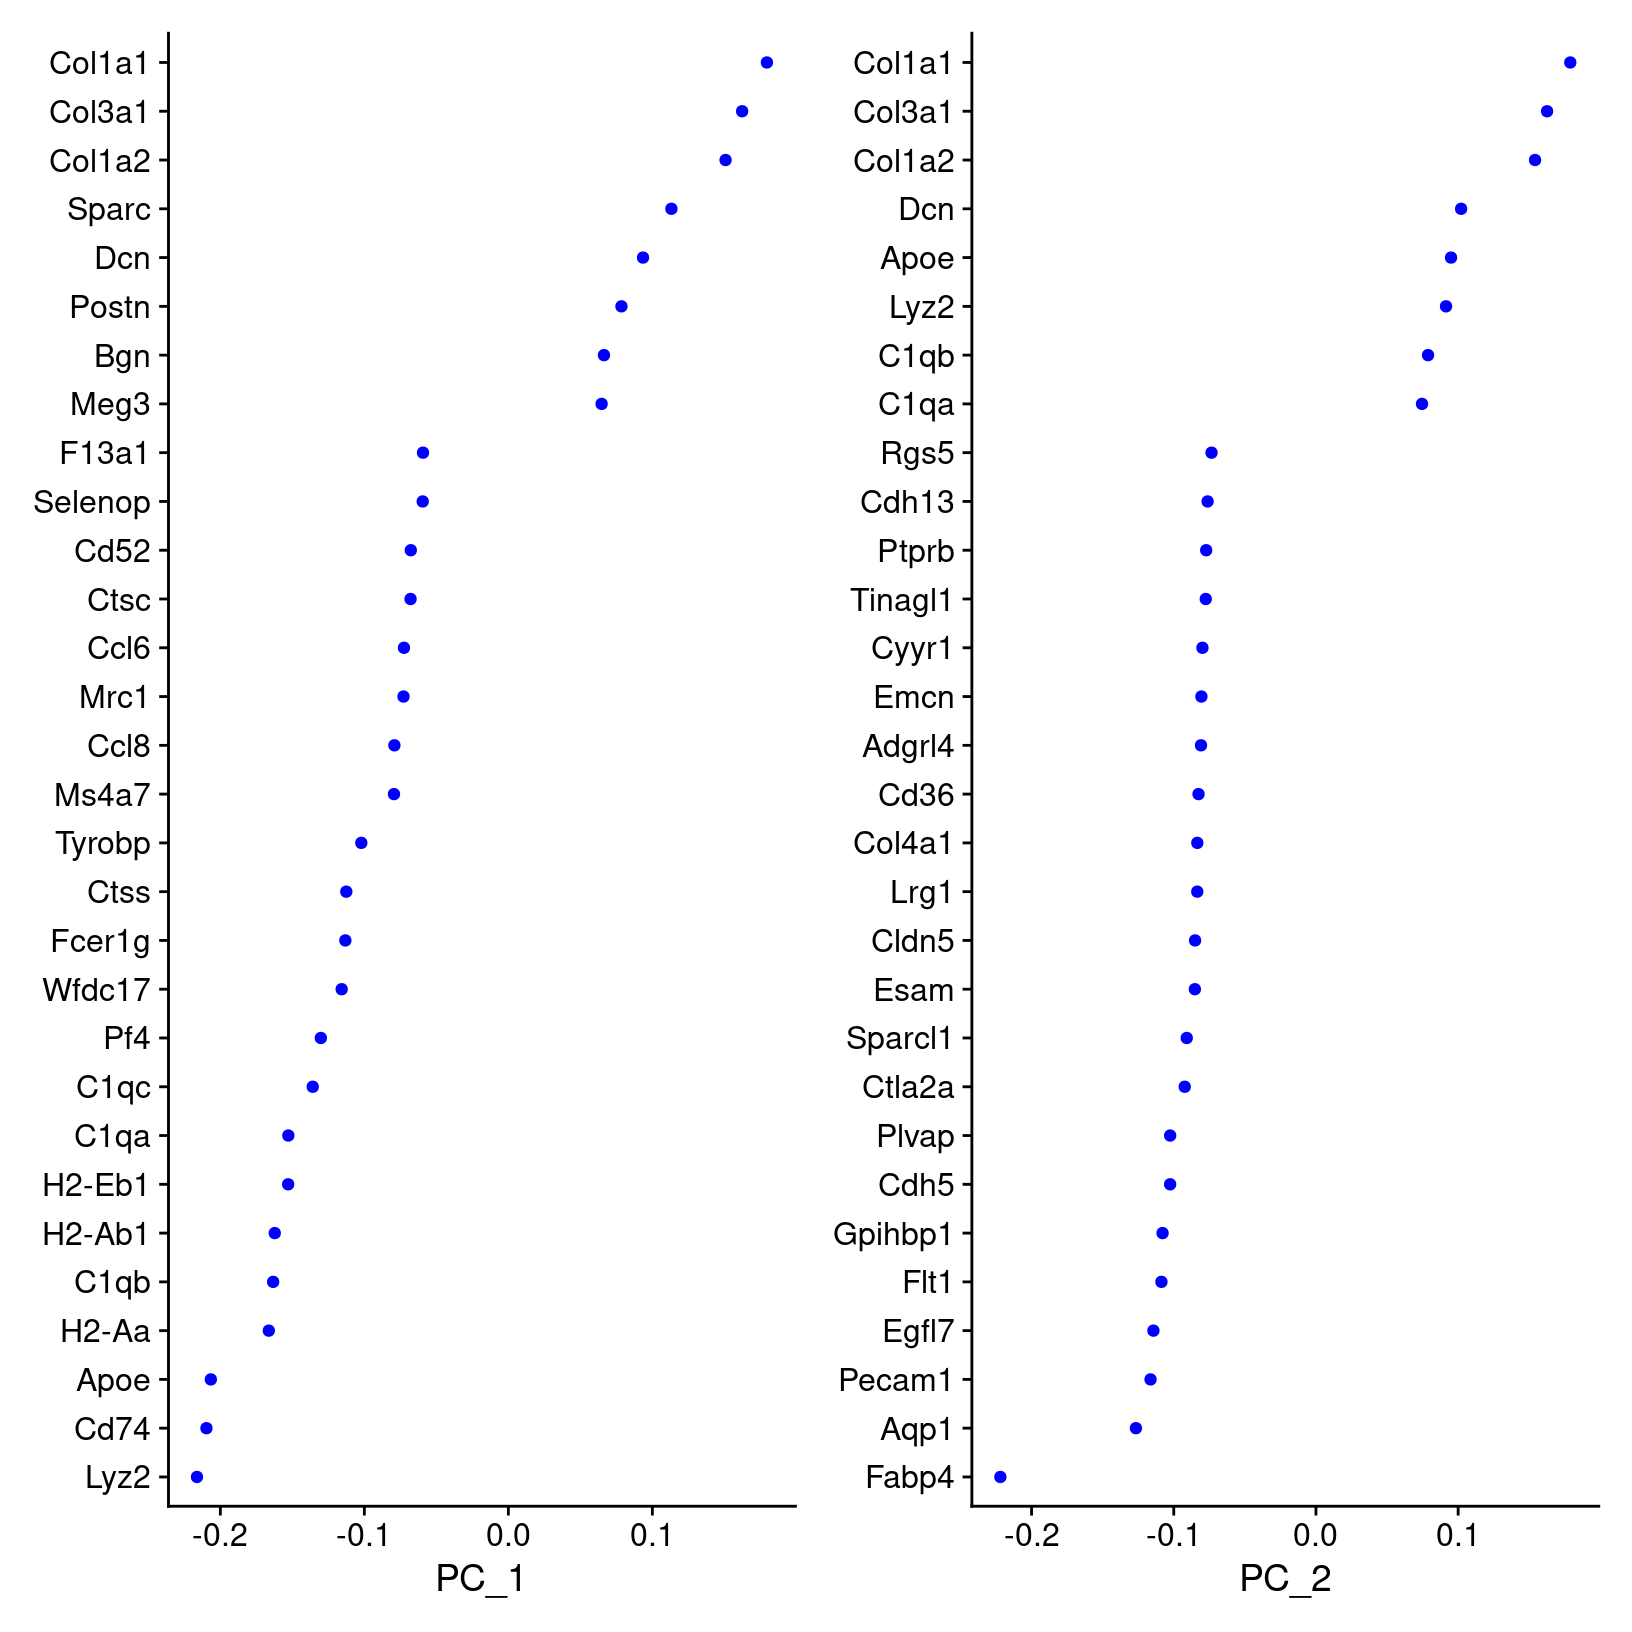 Col1a1
Col3a1
Col1a2
Sparc
Dcn
Postn
Bgn
Meg3
F13a1
Selenop
Cd52
Ctsc
Ccl6
Mrc1
Ccl8
Ms4a7
Tyrobp
Ctss
Fcer1g
Wfdc17
Pf4
C1qc
C1qa
H2-Eb1
H2-Ab1
C1qb
H2-Aa
Apoe
Cd74
Lyz2
-0.2 -0.1 0.0 0.1
PC_1
Col1a1
Col3a1
Col1a2
Dcn
Apoe
Lyz2
C1qb
C1qa
Rgs5
Cdh13
Ptprb
Tinagl1
Cyyr1
Emcn
Adgrl4
Cd36
Col4a1
Lrg1
Cldn5
Esam
Sparcl1
Ctla2a
Plvap
Cdh5
Gpihbp1
Flt1
Egfl7
Pecam1
Aqp1
Fabp4
-0.2 -0.1 0.0 0.1
PC_2